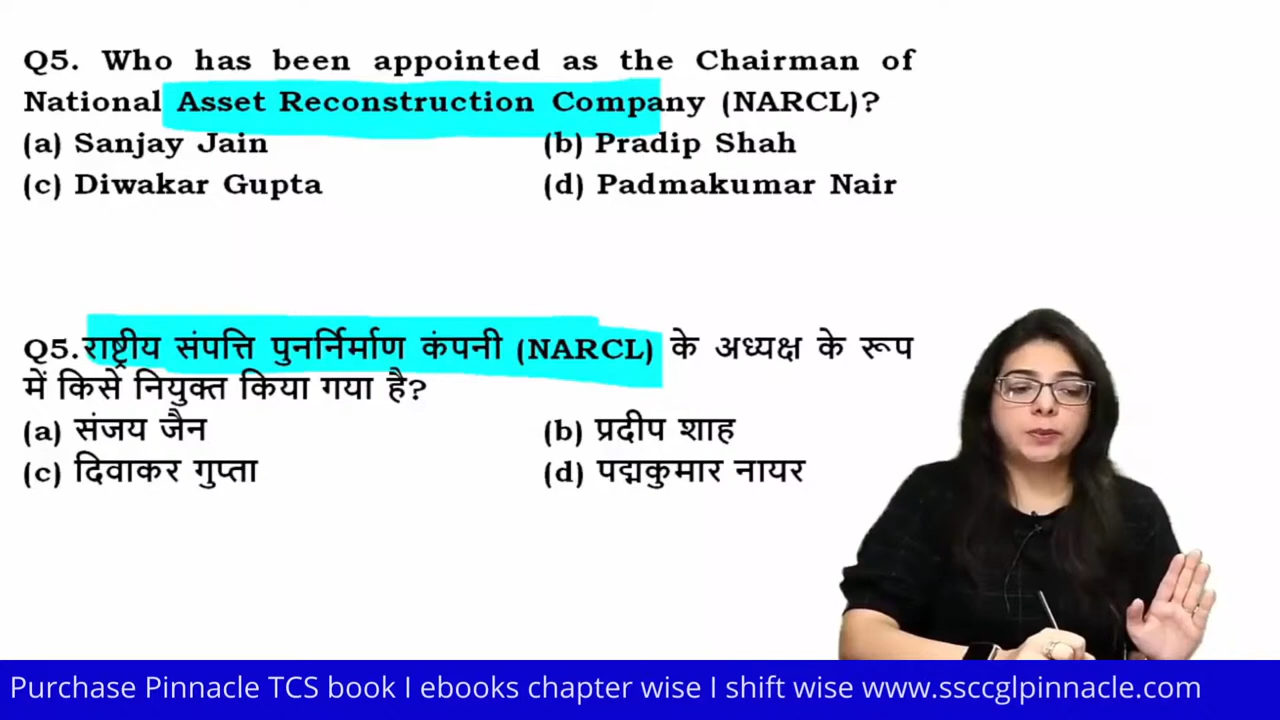 Q5. Who has been appointed as the Chairman of
National Asset Reconstruction Company (NARCL)?
(a) Sanjay Jain (b) Pradip Shah
(c) Diwakar Gupta (d) Padmakumar Nair
Q5. राष्ट्रीय संपत्ति पुनर्निर्माण कंपनी (NARCL) के अध्यक्ष के रूप
में किसे नियुक्त किया गया है?
(a) संजय जैन (b) प्रदीप शाह
(c) दिवाकर गुप्ता (d) पद्मकुमार नायर
Purchase Pinnacle TCS book I ebooks chapter wise I shift wise www.ssccglpinnacle.com